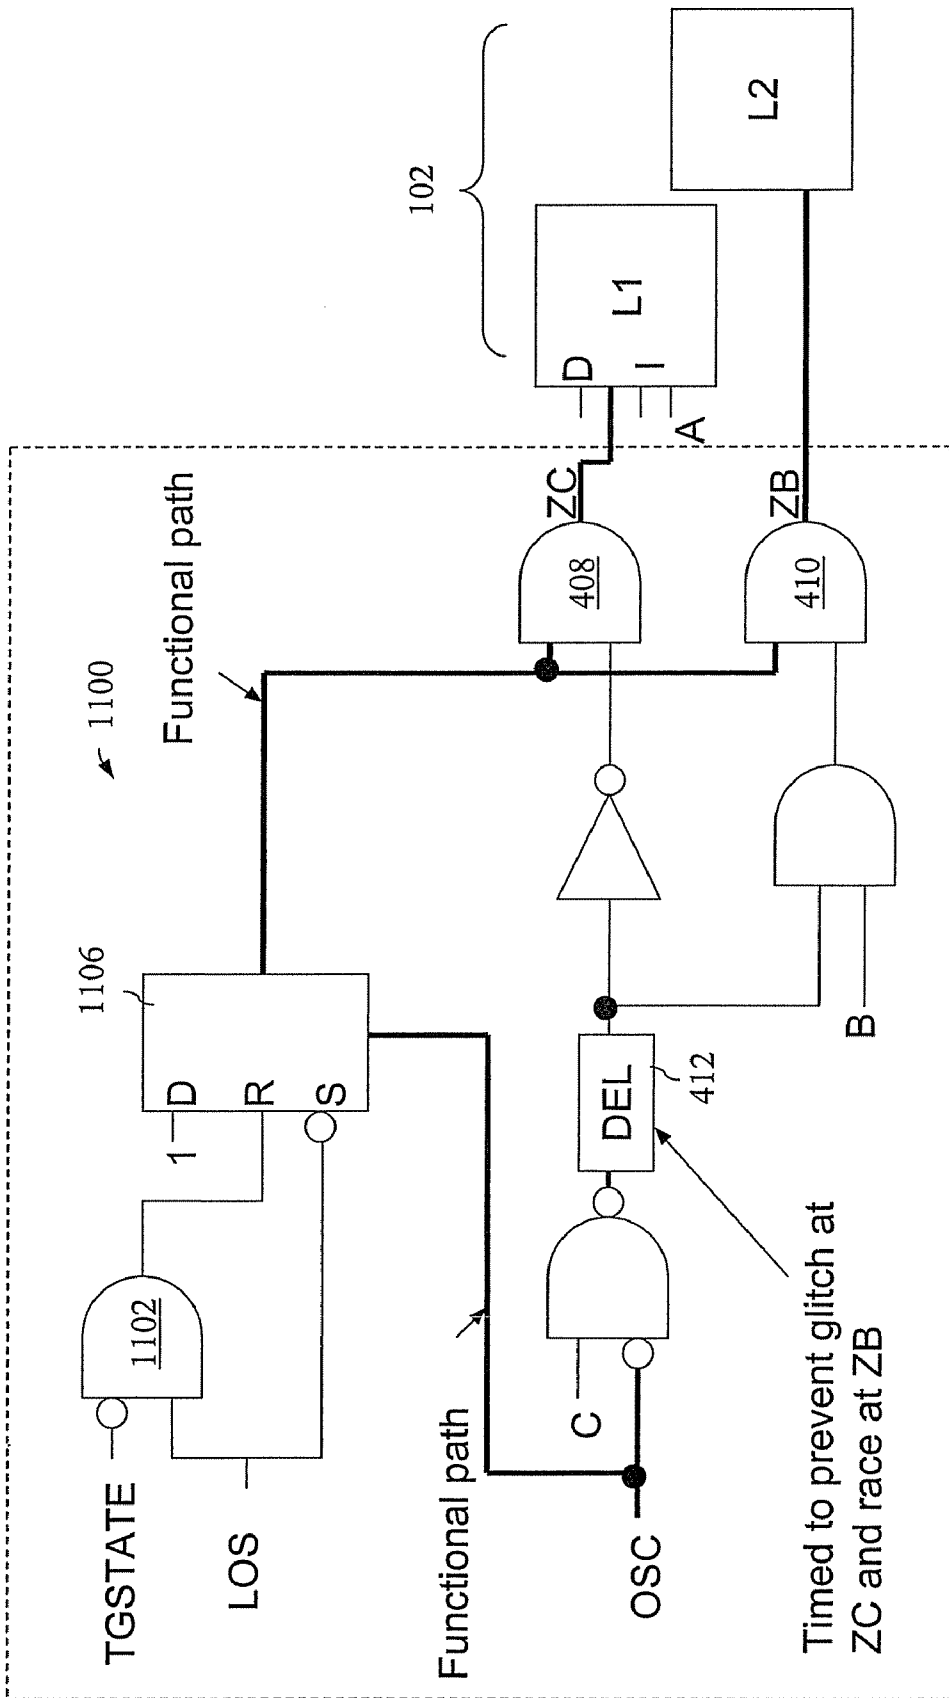 TGSTATE
LOS
1102
1
D
R
S
1106
Functional path
1100
Functional path
OSC
C
DEL
412
B
408
ZC
410
ZB
D
I
A
L1
L2
102
Timed to prevent glitch at
ZC and race at ZB